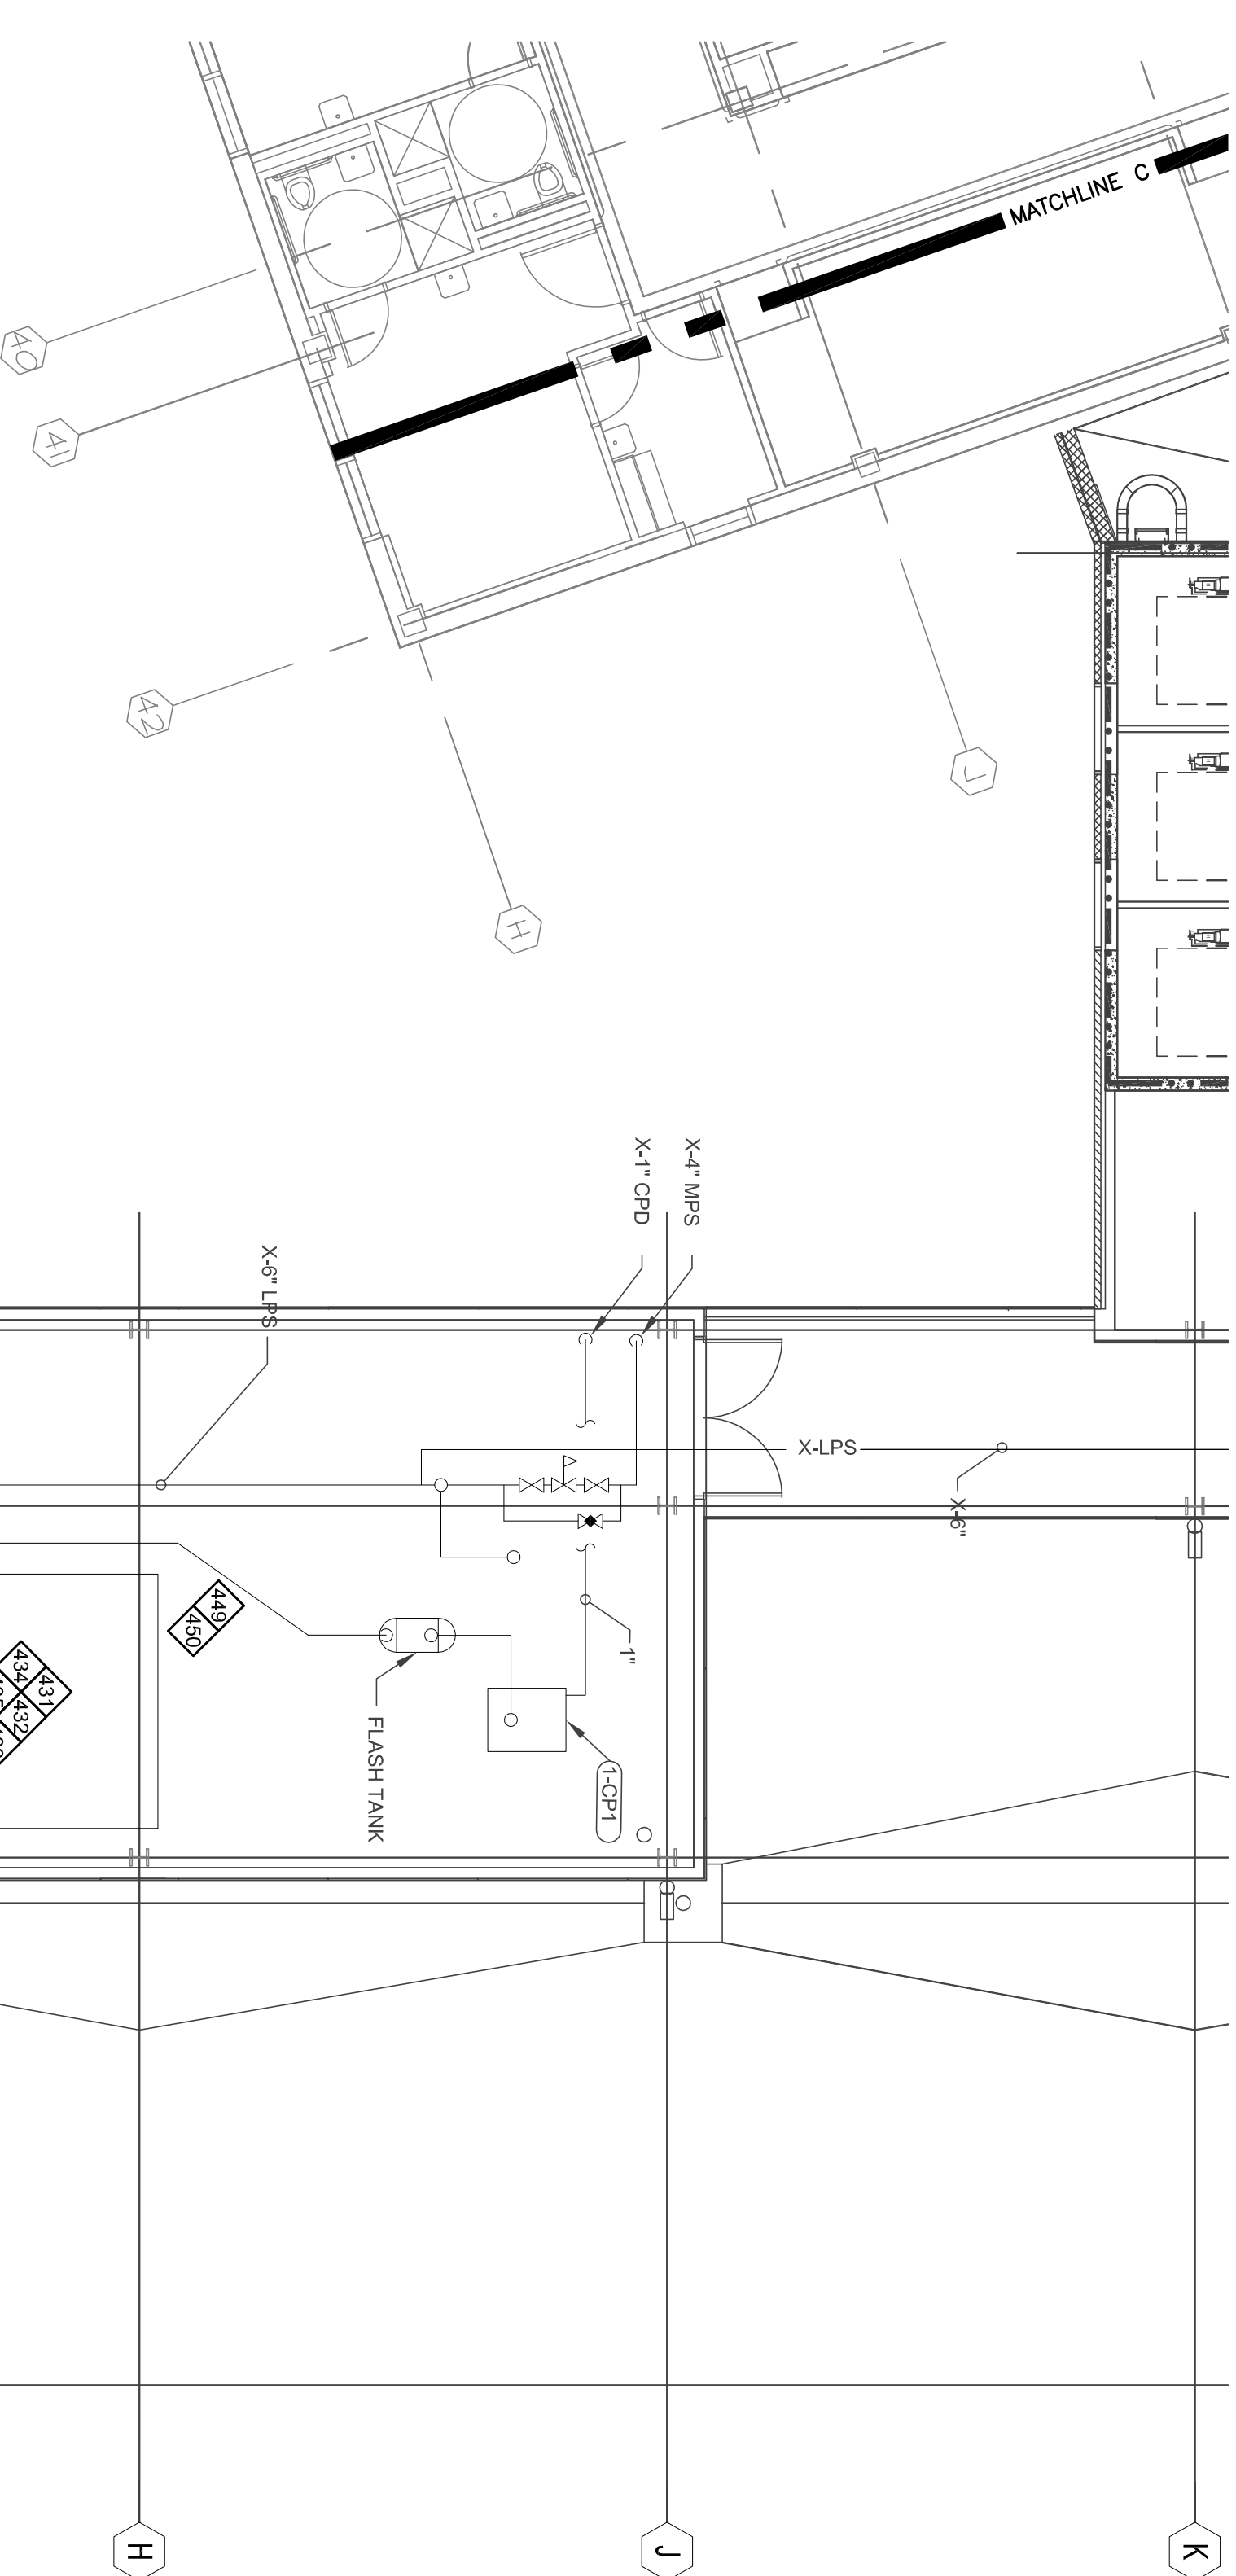 MATCHLINE C
40
41
42
J
H
X-4" MPS
X-1" CPD
X-6" LPS
X-LPS
X-6"
1"
449
450
431
434
432
FLASH TANK
1-CP1
H
J
K